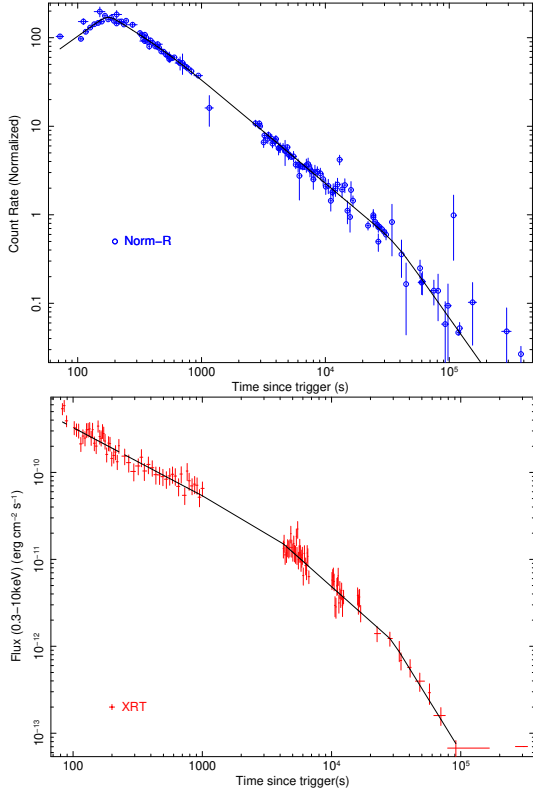 100
10
1
0.1
Count Rate (Normalized)
Norm−R
100 1000 10⁴ 10⁵
Time since trigger (s)
10⁻¹⁰
10⁻¹¹
10⁻¹²
10⁻¹³
Flux (0.3−10keV) (erg cm⁻² s⁻¹)
XRT
100 1000 10⁴ 10⁵
Time since trigger(s)